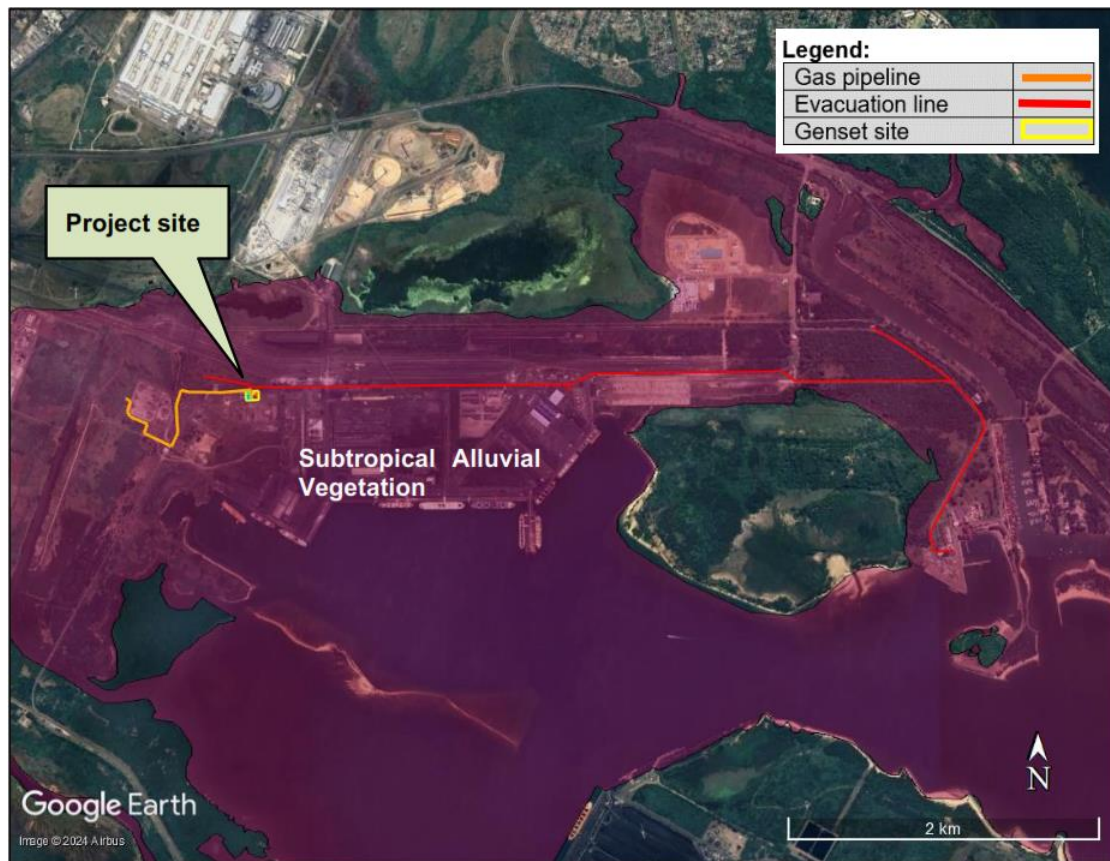 Legend:
Gas pipeline
Evacuation line
Genset site
Project site
Subtropical Alluvial
Vegetation
N
Google Earth
Image © 2024 Airbus
2 km